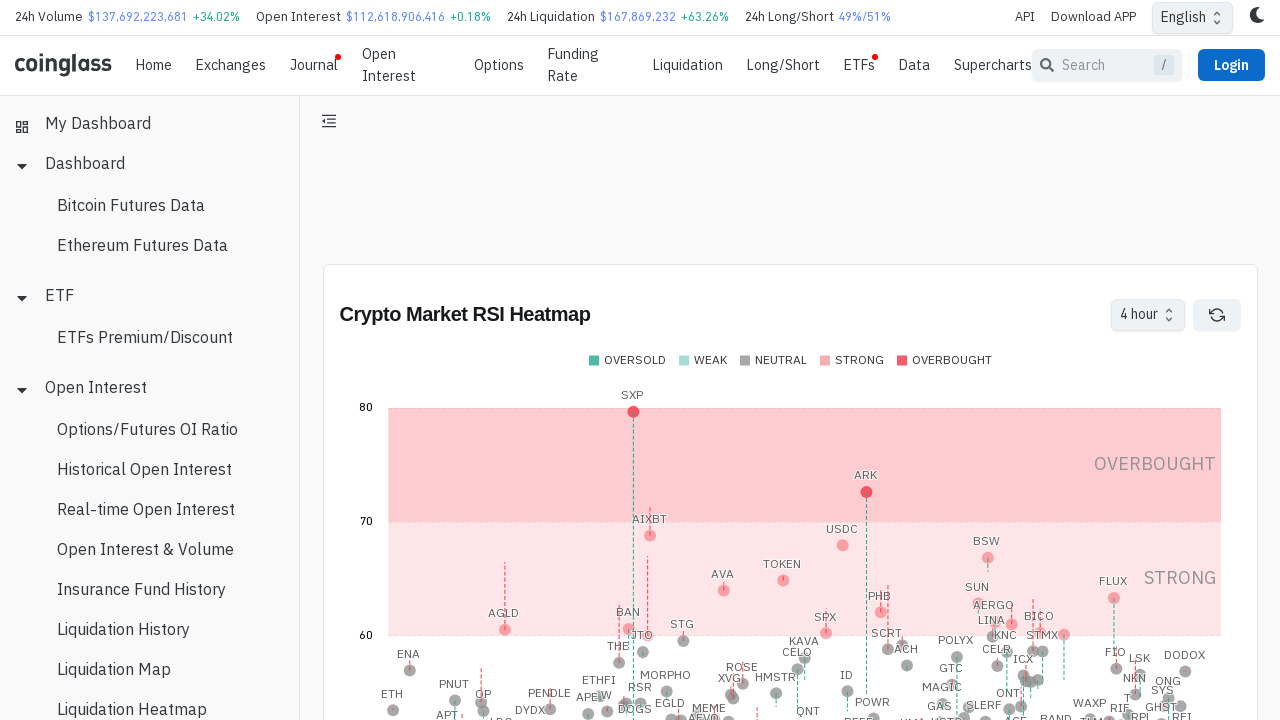 24h Volume $137,692,223,681 +34.02% Open Interest $112,618,906,416 +0.18% 24h Liquidation $167,869,232 +63.26% 24h Long/Short 49%/51% API Download APP English
coinglass Home Exchanges Journal Open Interest Options Funding Rate Liquidation Long/Short ETFs Data Supercharts Search / Login
My Dashboard
Dashboard
Bitcoin Futures Data
Ethereum Futures Data
ETF
ETFs Premium/Discount
Open Interest
Options/Futures OI Ratio
Historical Open Interest
Real-time Open Interest
Open Interest & Volume
Insurance Fund History
Liquidation History
Liquidation Map
Liquidation Heatmap
Crypto Market RSI Heatmap 4 hour
OVERSOLD WEAK NEUTRAL STRONG OVERBOUGHT
SXP
80
OVERBOUGHT
ARK
70
AIXBT
USDC
BSW
TOKEN
AVA
STRONG
FLUX
SUN
PHB
AERGO
AGLD
BAN
SPX
BICO
LINA
STG
60
JTO
SCRT
KNC
STMX
KAVA
POLYX
THE
CELO
ACH
CELR
FIO
ENA
ICX
LSK
DODOX
ROSE
GTC
MORPHO
XVG
HMSTR
ID
NKN
ETHFI
ONG
PNUT
RSR
MAGIC
SYS
ETH
OP
PENDLE
APE
ONT
EGLD
POWR
GAS
SLERF
WAXP
MEME
DOGS
RIF
GHST
DYDX
QNT
APT
BAND